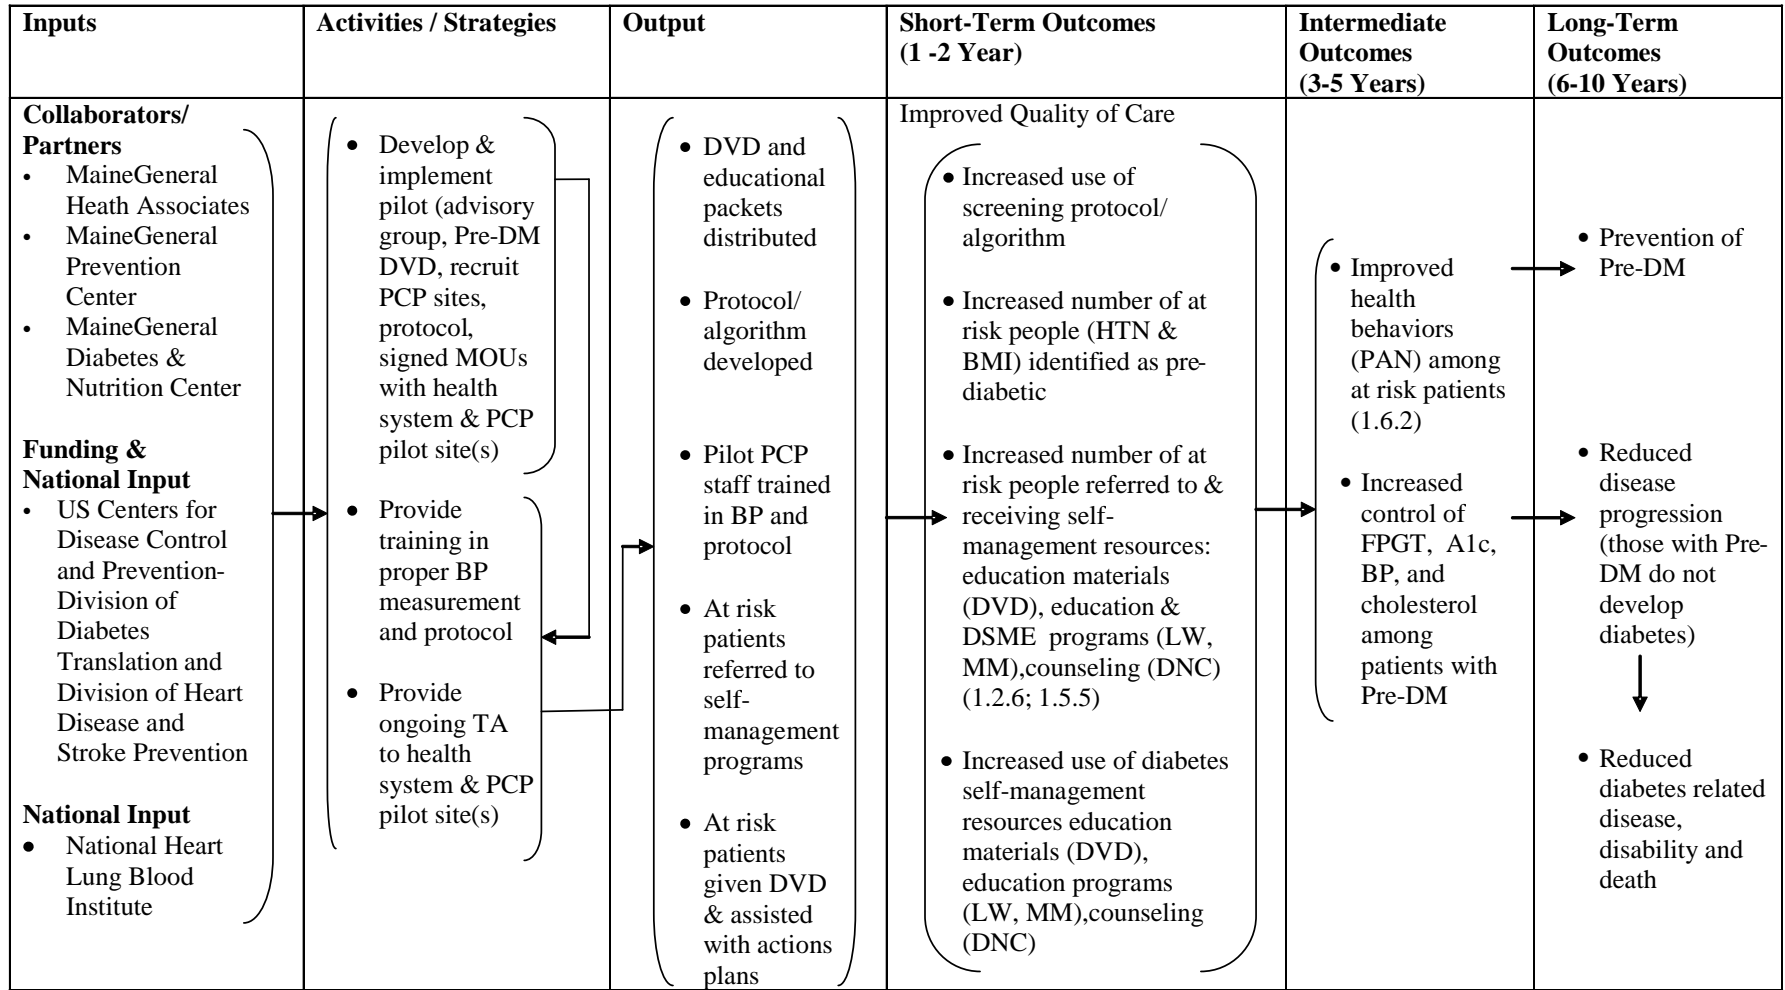 Inputs
Activities / Strategies
Output
Short-Term Outcomes
(1 -2 Year)
Intermediate
Outcomes
(3-5 Years)
Long-Term
Outcomes
(6-10 Years)
Collaborators/
Partners
• MaineGeneral
Heath Associates
• MaineGeneral
Prevention
Center
• MaineGeneral
Diabetes &
Nutrition Center
Funding &
National Input
• US Centers for
Disease Control
and Prevention-
Division of
Diabetes
Translation and
Division of Heart
Disease and
Stroke Prevention
National Input
• National Heart
Lung Blood
Institute
• Develop &
implement
pilot (advisory
group, Pre-DM
DVD, recruit
PCP sites,
protocol,
signed MOUs
with health
system & PCP
pilot site(s)
• Provide
training in
proper BP
measurement
and protocol
• Provide
ongoing TA
to health
system & PCP
pilot site(s)
• DVD and
educational
packets
distributed
• Protocol/
algorithm
developed
• Pilot PCP
staff trained
in BP and
protocol
• At risk
patients
referred to
self-
management
programs
• At risk
patients
given DVD
& assisted
with actions
plans
Improved Quality of Care
• Increased use of
screening protocol/
algorithm
• Increased number of at
risk people (HTN &
BMI) identified as pre-
diabetic
• Increased number of at
risk people referred to &
receiving self-
management resources:
education materials
(DVD), education &
DSME programs (LW,
MM),counseling (DNC)
(1.2.6; 1.5.5)
• Increased use of diabetes
self-management
resources education
materials (DVD),
education programs
(LW, MM),counseling
(DNC)
• Improved
health
behaviors
(PAN) among
at risk patients
(1.6.2)
• Increased
control of
FPGT, A1c,
BP, and
cholesterol
among
patients with
Pre-DM
• Prevention of
Pre-DM
• Reduced
disease
progression
(those with Pre-
DM do not
develop
diabetes)
• Reduced
diabetes related
disease,
disability and
death